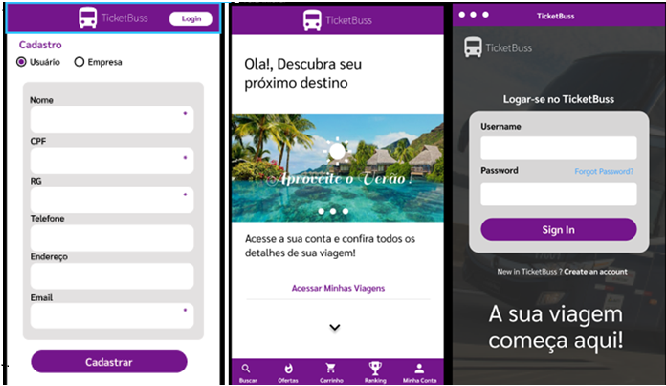 TicketBuss
Login
Cadastro
Usuário
Empresa
Nome
*
CPF
*
RG
*
Telefone
Endereço
Email
*
Cadastrar
TicketBuss
Ola!, Descubra seu
próximo destino
Aproveite o Verão!
Acesse a sua conta e confira todos os
detalhes de sua viagem!
Acessar Minhas Viagens
Buscar
Ofertas
Carrinho
Ranking
Minha Conta
TicketBuss
TicketBuss
Logar-se no TicketBuss
Username
Password
Forgot Password?
Sign In
New in TicketBuss ? Create an account
A sua viagem
começa aqui!